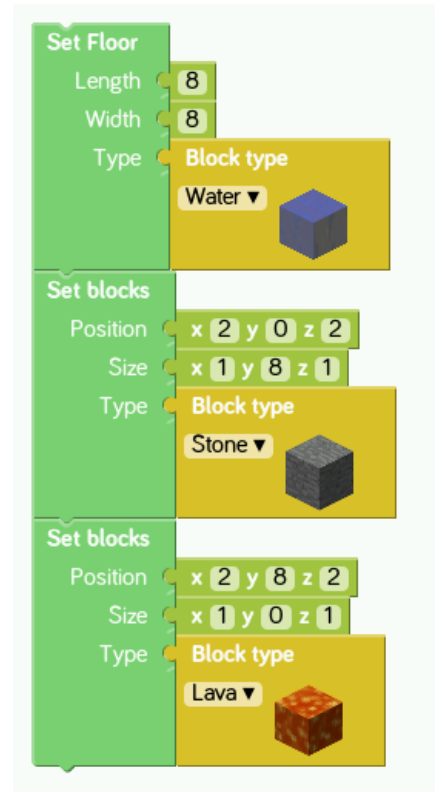 Set Floor
Length 8
Width 8
Type Block type
Water ▼
Set blocks
Position x 2 y 0 z 2
Size x 1 y 8 z 1
Type Block type
Stone ▼
Set blocks
Position x 2 y 8 z 2
Size x 1 y 0 z 1
Type Block type
Lava ▼